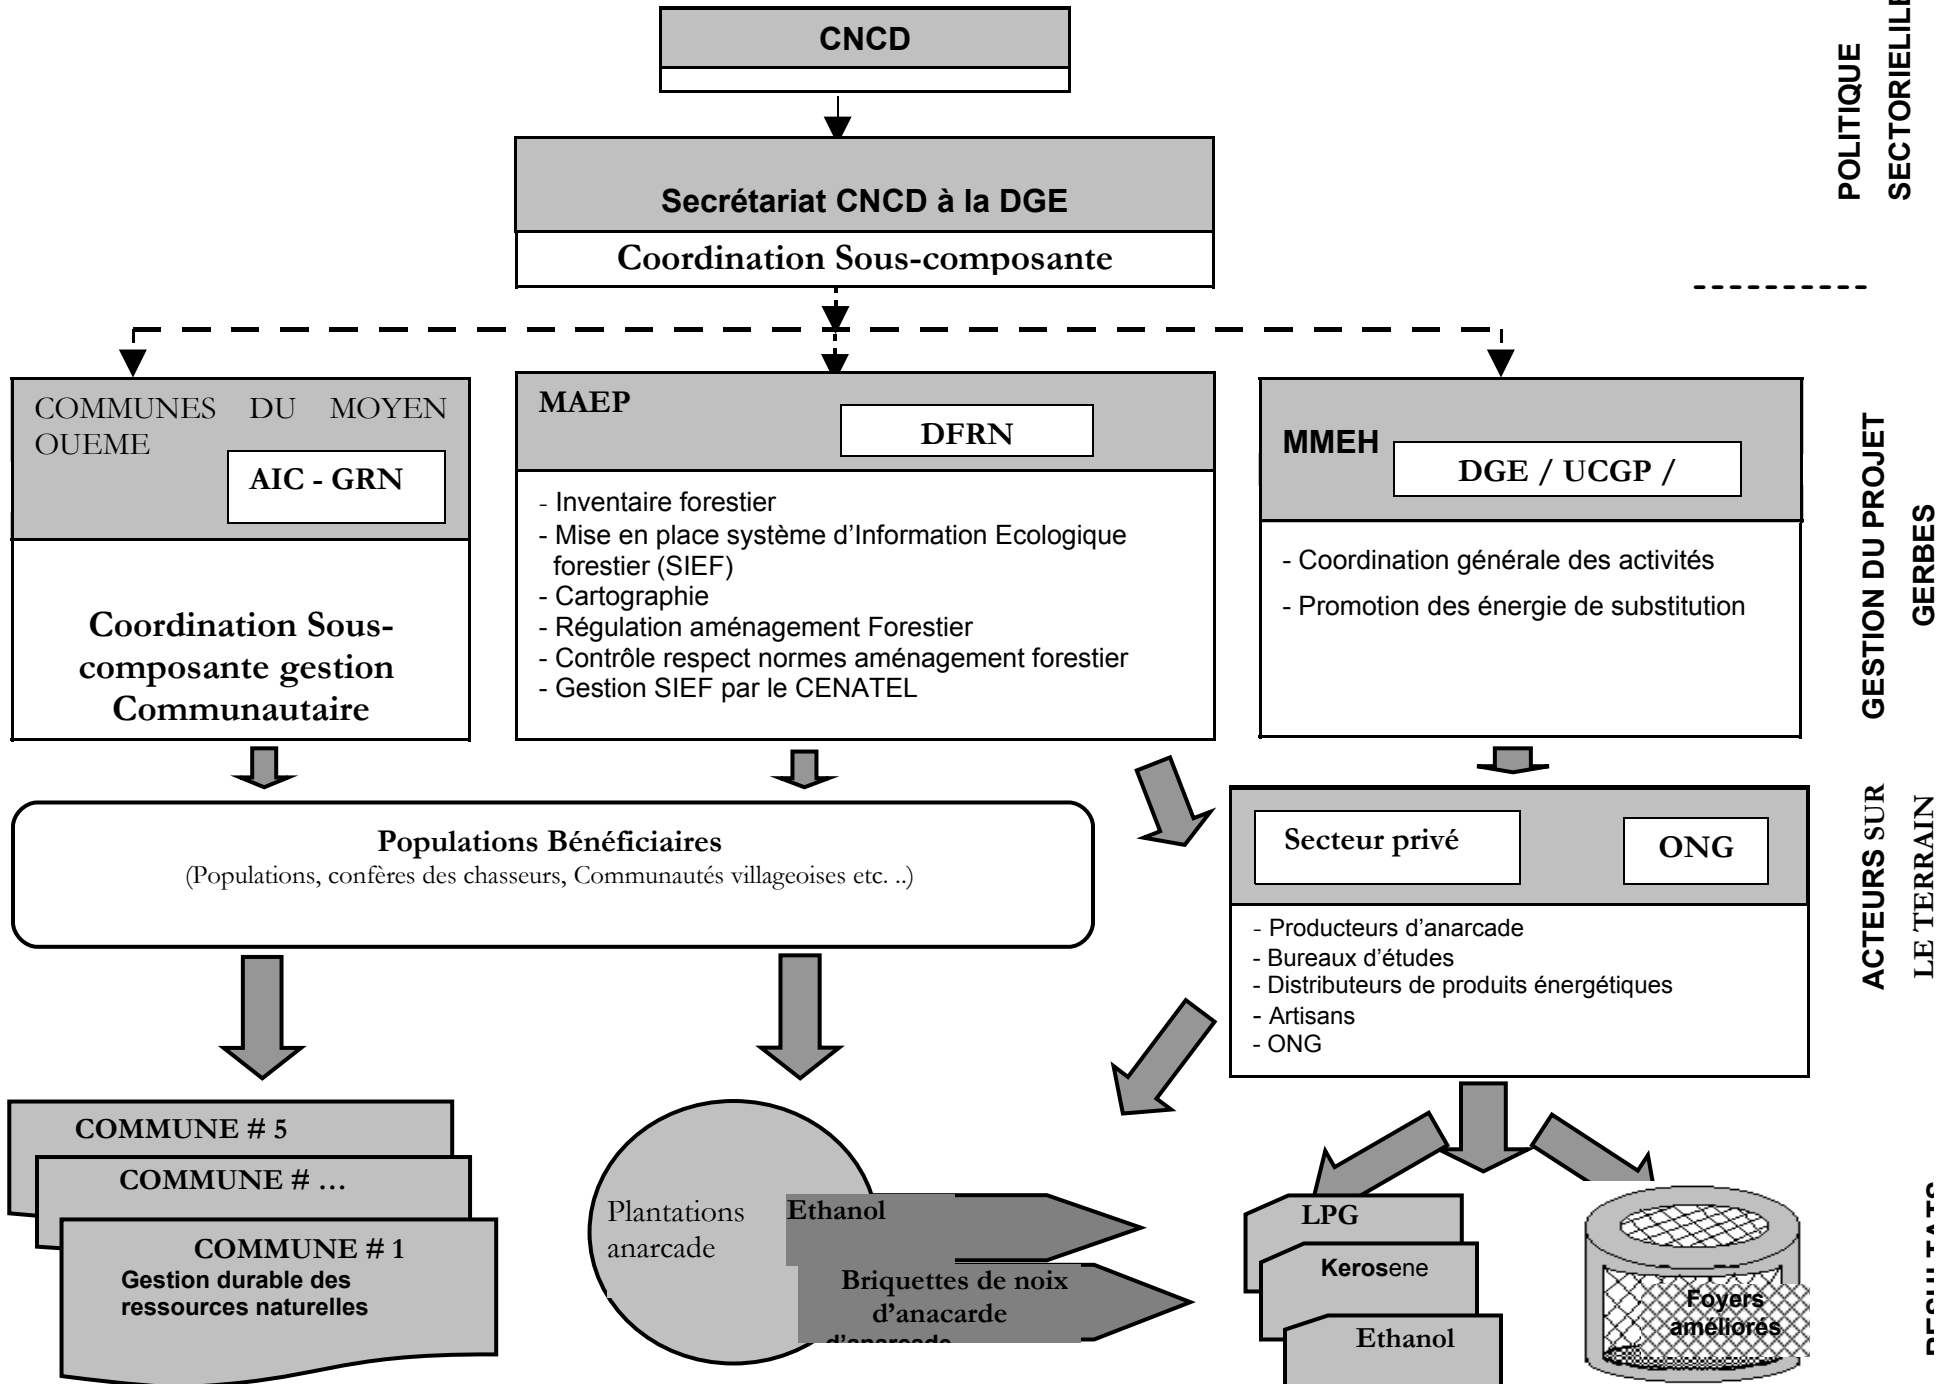 CNCD
Secrétariat CNCD à la DGE
Coordination Sous-composante
POLITIQUE
SECTORIELILE
COMMUNES DU MOYEN
OUEME
AIC - GRN
Coordination Sous-
composante gestion
Communautaire
MAEP
DFRN
- Inventaire forestier
- Mise en place système d’Information Ecologique
forestier (SIEF)
- Cartographie
- Régulation aménagement Forestier
- Contrôle respect normes aménagement forestier
- Gestion SIEF par le CENATEL
MMEH
DGE / UCGP /
- Coordination générale des activités
- Promotion des énergie de substitution
GESTION DU PROJET
GERBES
Populations Bénéficiaires
(Populations, confères des chasseurs, Communautés villageoises etc. ..)
Secteur privé
ONG
- Producteurs d’anarcade
- Bureaux d’études
- Distributeurs de produits énergétiques
- Artisans
- ONG
ACTEURS SUR
LE TERRAIN
COMMUNE # 5
COMMUNE # …
COMMUNE # 1
Gestion durable des
ressources naturelles
Plantations
anarcade
Ethanol
Briquettes de noix
d’anacarde
d’anarcade
LPG
Kerosene
Ethanol
Foyers
améliorés
RESULTATS